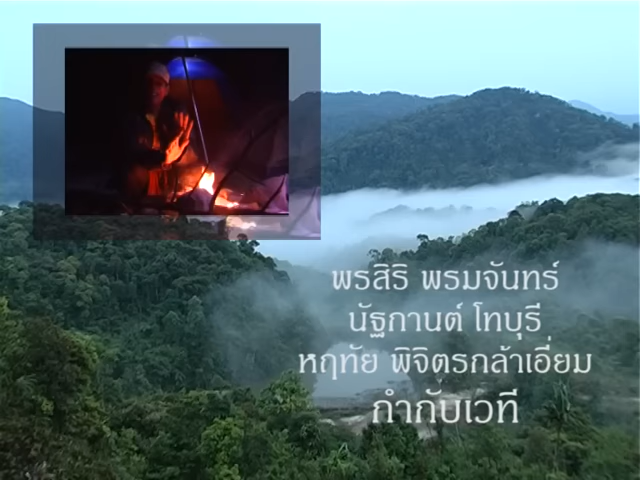 พรสิริ พรมจันทร์
นัฐกานต์ โทบุรี
หฤทัย พิจิตรกล้าเอี่ยม
กำกับเวที